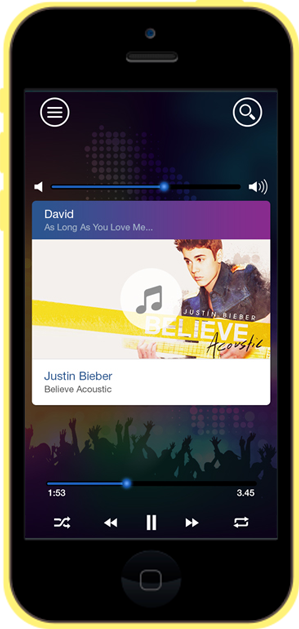 David
As Long As You Love Me...
JUSTIN BIEBER
BELIEVE
Acoustic
Justin Bieber
Believe Acoustic
1:53
3.45